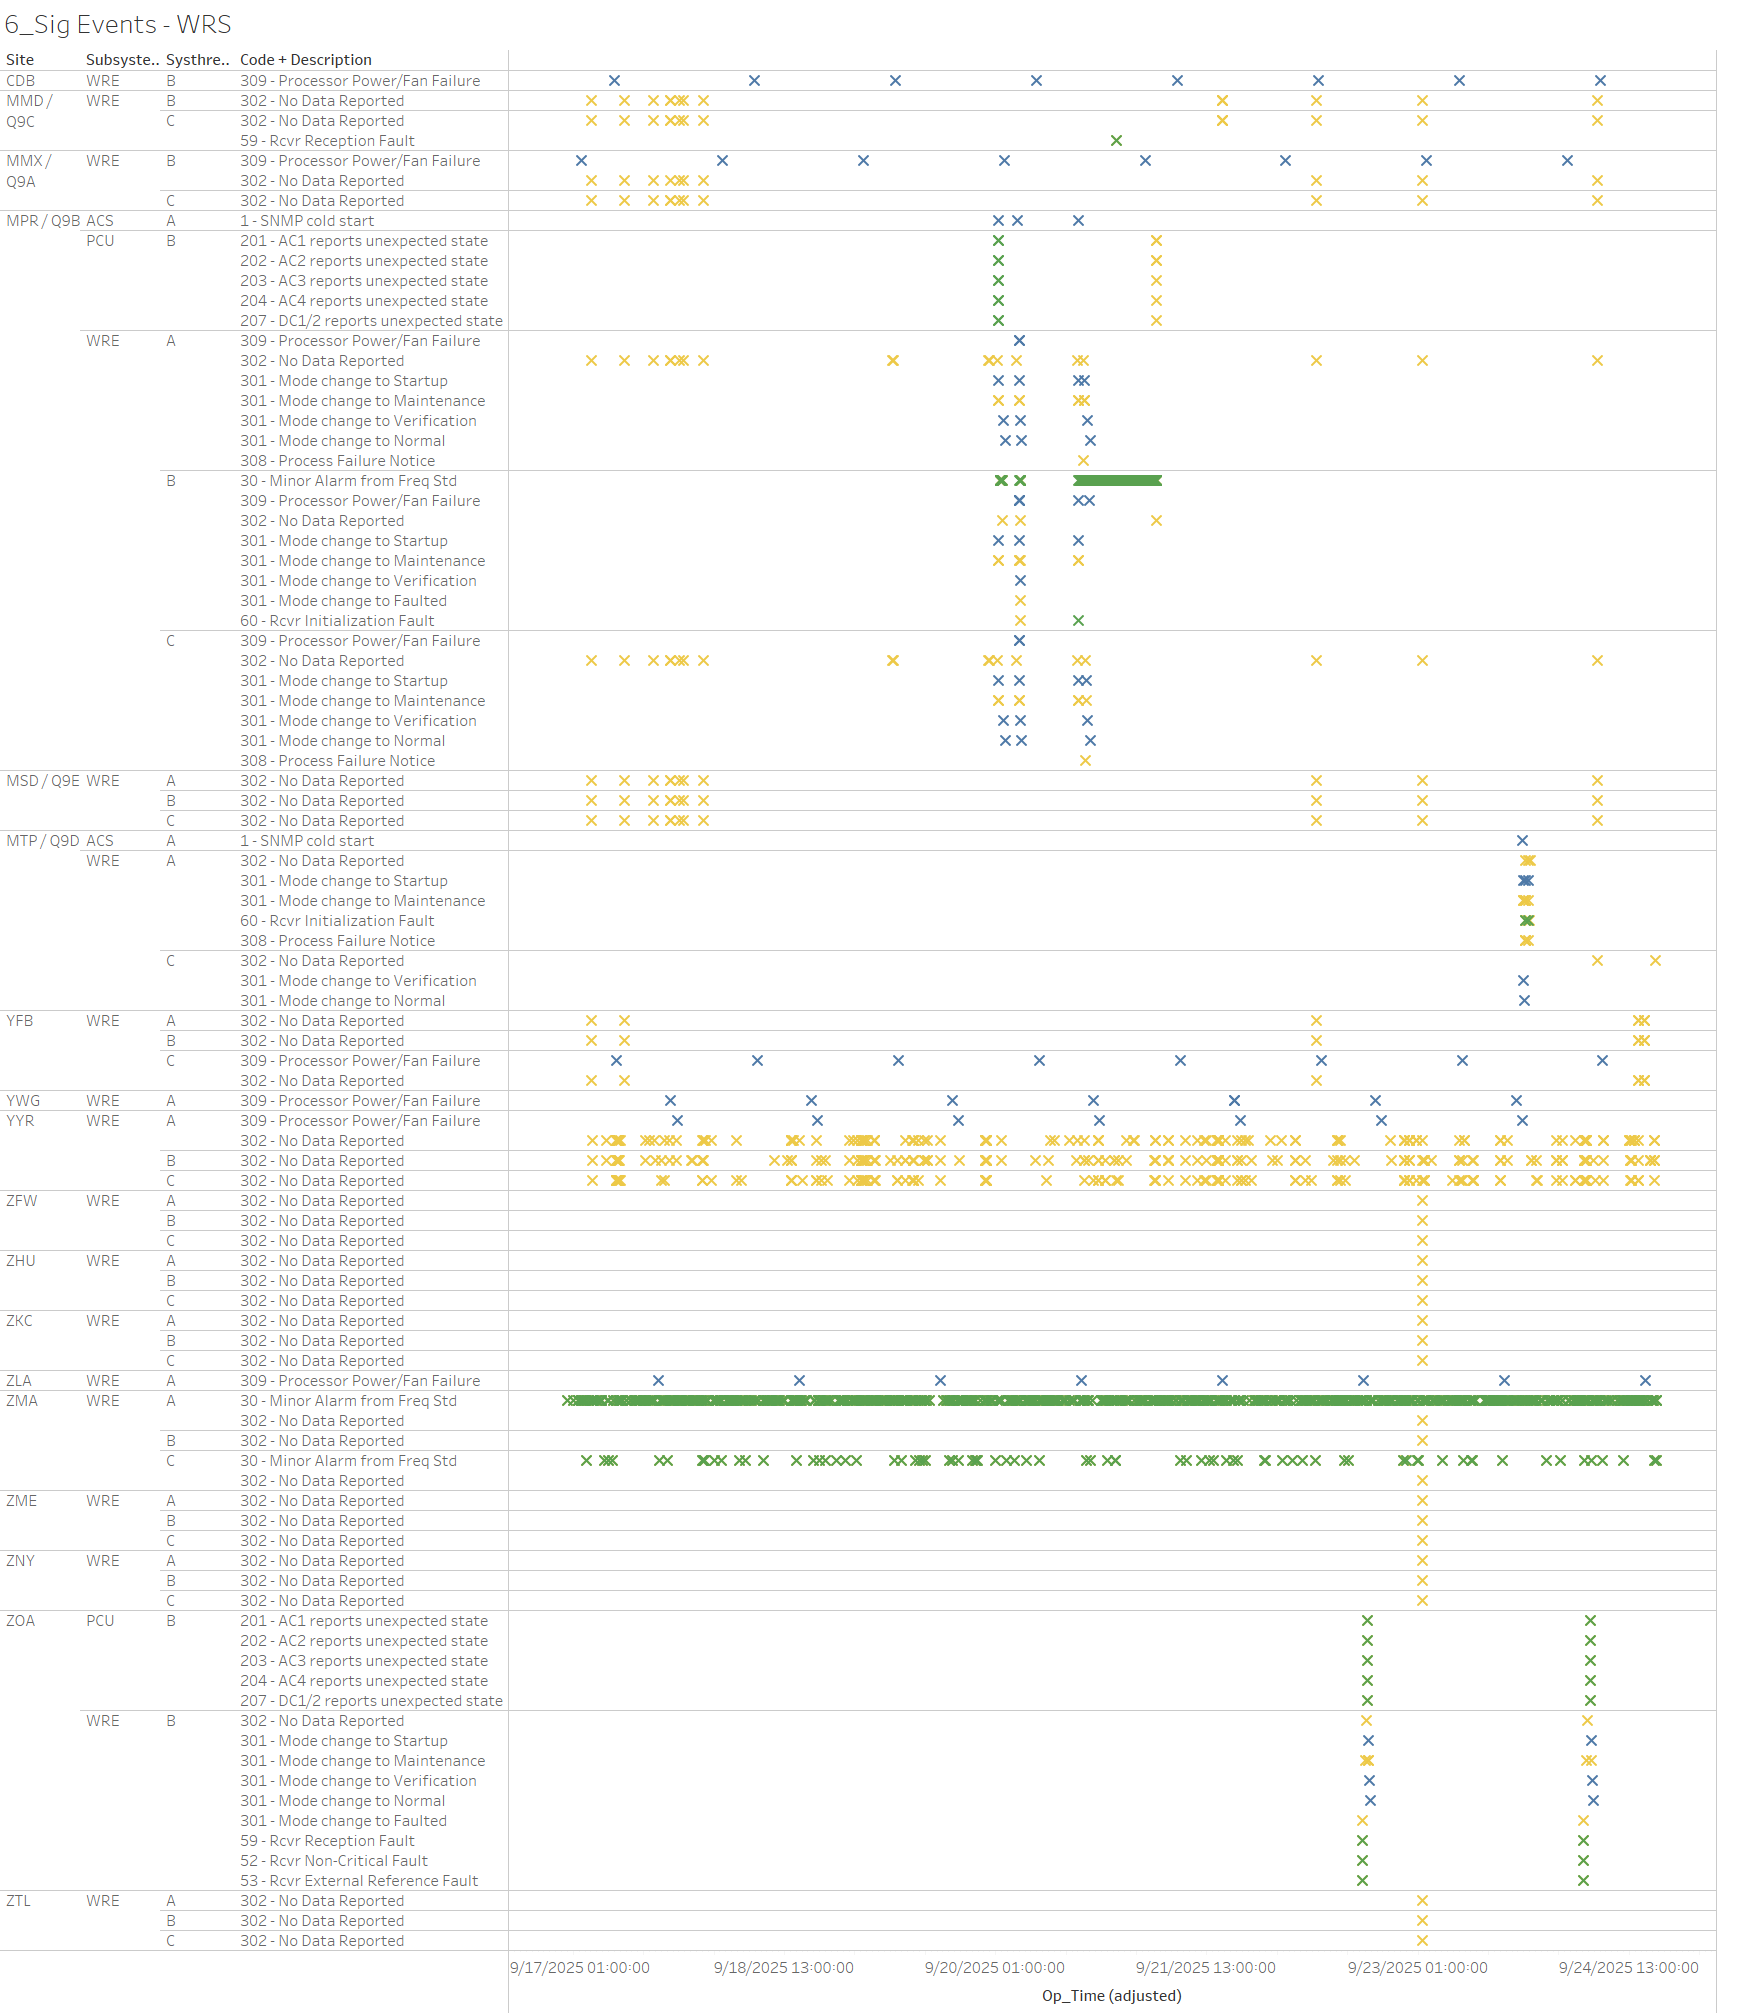 6_Sig Events - WRS
Site Subsyste.. Systhre.. Code + Description
CDB WRE B 309 - Processor Power/Fan Failure
MMD / WRE B 302 - No Data Reported
Q9C C 302 - No Data Reported
59 - Rcvr Reception Fault
MMX / WRE B 309 - Processor Power/Fan Failure
Q9A 302 - No Data Reported
C 302 - No Data Reported
MPR / Q9B ACS A 1 - SNMP cold start
PCU B 201 - AC1 reports unexpected state
202 - AC2 reports unexpected state
203 - AC3 reports unexpected state
204 - AC4 reports unexpected state
207 - DC1/2 reports unexpected state
WRE A 309 - Processor Power/Fan Failure
302 - No Data Reported
301 - Mode change to Startup
301 - Mode change to Maintenance
301 - Mode change to Verification
301 - Mode change to Normal
308 - Process Failure Notice
B 30 - Minor Alarm from Freq Std
309 - Processor Power/Fan Failure
302 - No Data Reported
301 - Mode change to Startup
301 - Mode change to Maintenance
301 - Mode change to Verification
301 - Mode change to Faulted
60 - Rcvr Initialization Fault
C 309 - Processor Power/Fan Failure
302 - No Data Reported
301 - Mode change to Startup
301 - Mode change to Maintenance
301 - Mode change to Verification
301 - Mode change to Normal
308 - Process Failure Notice
MSD / Q9E WRE A 302 - No Data Reported
B 302 - No Data Reported
C 302 - No Data Reported
MTP / Q9D ACS A 1 - SNMP cold start
WRE A 302 - No Data Reported
301 - Mode change to Startup
301 - Mode change to Maintenance
60 - Rcvr Initialization Fault
308 - Process Failure Notice
C 302 - No Data Reported
301 - Mode change to Verification
301 - Mode change to Normal
YFB WRE A 302 - No Data Reported
B 302 - No Data Reported
C 309 - Processor Power/Fan Failure
302 - No Data Reported
YWG WRE A 309 - Processor Power/Fan Failure
YYR WRE A 309 - Processor Power/Fan Failure
302 - No Data Reported
B 302 - No Data Reported
C 302 - No Data Reported
ZFW WRE A 302 - No Data Reported
B 302 - No Data Reported
C 302 - No Data Reported
ZHU WRE A 302 - No Data Reported
B 302 - No Data Reported
C 302 - No Data Reported
ZKC WRE A 302 - No Data Reported
B 302 - No Data Reported
C 302 - No Data Reported
ZLA WRE A 309 - Processor Power/Fan Failure
ZMA WRE A 30 - Minor Alarm from Freq Std
302 - No Data Reported
B 302 - No Data Reported
C 30 - Minor Alarm from Freq Std
302 - No Data Reported
ZME WRE A 302 - No Data Reported
B 302 - No Data Reported
C 302 - No Data Reported
ZNY WRE A 302 - No Data Reported
B 302 - No Data Reported
C 302 - No Data Reported
ZOA PCU B 201 - AC1 reports unexpected state
202 - AC2 reports unexpected state
203 - AC3 reports unexpected state
204 - AC4 reports unexpected state
207 - DC1/2 reports unexpected state
WRE B 302 - No Data Reported
301 - Mode change to Startup
301 - Mode change to Maintenance
301 - Mode change to Verification
301 - Mode change to Normal
301 - Mode change to Faulted
59 - Rcvr Reception Fault
52 - Rcvr Non-Critical Fault
53 - Rcvr External Reference Fault
ZTL WRE A 302 - No Data Reported
B 302 - No Data Reported
C 302 - No Data Reported
9/17/2025 01:00:00 9/18/2025 13:00:00 9/20/2025 01:00:00 9/21/2025 13:00:00 9/23/2025 01:00:00 9/24/2025 13:00:00
Op_Time (adjusted)